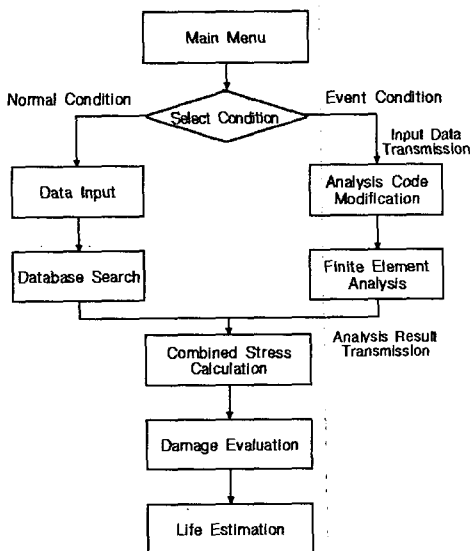 Main Menu
Normal Condition
Event Condition
Select Condition
Input Data
Transmission
Data Input
Analysis Code
Modification
Database Search
Finite Element
Analysis
Analysis Result
Transmission
Combined Stress
Calculation
Damage Evaluation
Life Estimation